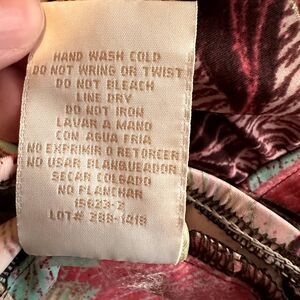 HAND WASH COLD
DO NOT WRING OR TWIST
DO NOT BLEACH
LINE DRY
DO NOT IRON
LAVAR A MANO
CON AGUA FRIA
NO EXPRIMIR O RETORCER
NO USAR BLANQUEADOR
SECAR COLGADO
NO PLANCHAR
15623-2
LOT# 288-1418